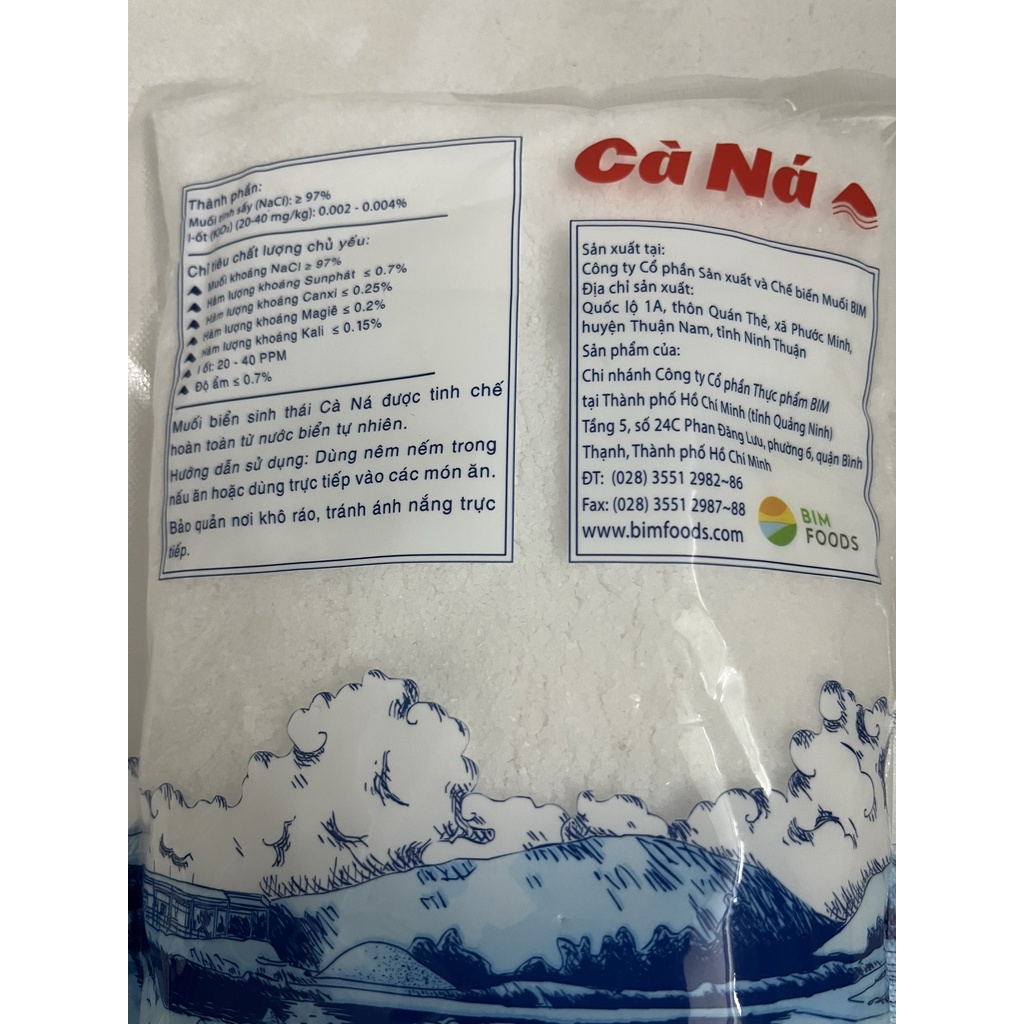 Thành phần:
Muối tinh sấy (NaCl): ≥ 97%
I-ốt (KIO₃) (20-40 mg/kg): 0.002 - 0.004%
Chỉ tiêu chất lượng chủ yếu:
Muối khoáng NaCl ≥ 97%
Hàm lượng khoáng Sunphát ≤ 0.7%
Hàm lượng khoáng Canxi ≤ 0.25%
Hàm lượng khoáng Magiê ≤ 0.2%
Hàm lượng khoáng Kali ≤ 0.15%
I ốt: 20 - 40 PPM
Độ ẩm ≤ 0.7%
Muối biển sinh thái Cà Ná được tinh chế
hoàn toàn từ nước biển tự nhiên.
Hướng dẫn sử dụng: Dùng nêm nếm trong
nấu ăn hoặc dùng trực tiếp vào các món ăn.
Bảo quản nơi khô ráo, tránh ánh nắng trực
tiếp.
Cà Ná
Sản xuất tại:
Công ty Cổ phần Sản xuất và Chế biến Muối BIM
Địa chỉ sản xuất:
Quốc lộ 1A, thôn Quán Thẻ, xã Phước Minh,
huyện Thuận Nam, tỉnh Ninh Thuận
Sản phẩm của:
Chi nhánh Công ty Cổ phần Thực phẩm BIM
tại Thành phố Hồ Chí Minh (tỉnh Quảng Ninh)
Tầng 5, số 24C Phan Đăng Lưu, phường 6, quận Bình
Thạnh, Thành phố Hồ Chí Minh
ĐT: (028) 3551 2982~86
Fax: (028) 3551 2987~88
www.bimfoods.com
BIM
FOODS